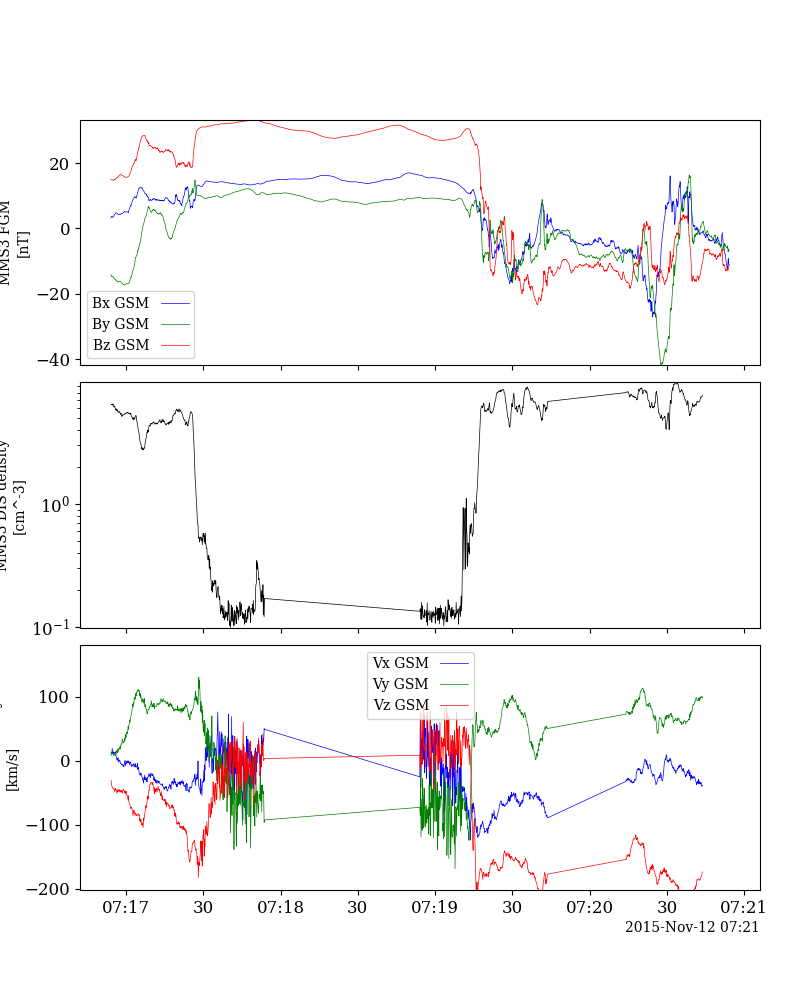 20
0
−20
−40
MMS3 FGM
[nT]
Bx GSM
By GSM
Bz GSM
10⁰
10⁻¹
MMS3 DIS density
[cm^-3]
100
0
−100
−200
[km/s]
Vx GSM
Vy GSM
Vz GSM
07:17 30 07:18 30 07:19 30 07:20 30 07:21
2015-Nov-12 07:21